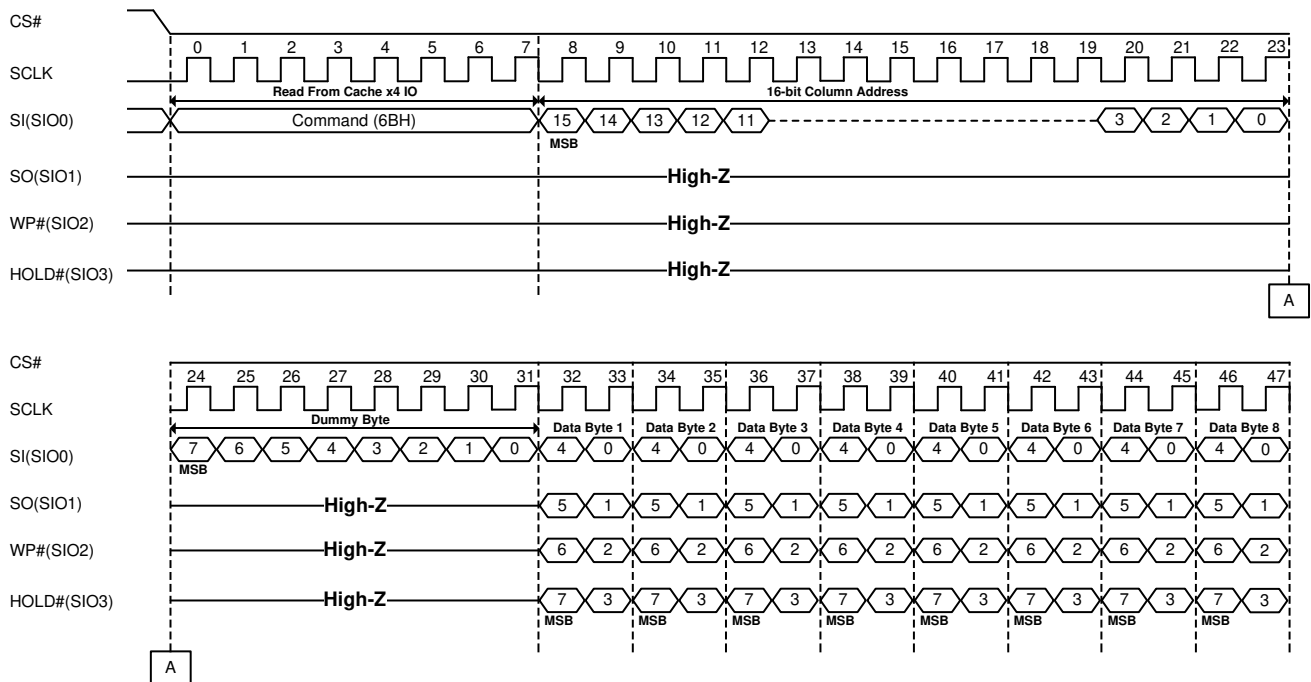 CS#
0 1 2 3 4 5 6 7 8 9 10 11 12 13 14 15 16 17 18 19 20 21 22 23
SCLK
Read From Cache x4 IO 16-bit Column Address
SI(SIO0) Command (6BH) 15 14 13 12 11 3 2 1 0
MSB
SO(SIO1) High-Z
WP#(SIO2) High-Z
HOLD#(SIO3) High-Z
A
CS#
24 25 26 27 28 29 30 31 32 33 34 35 36 37 38 39 40 41 42 43 44 45 46 47
SCLK
Dummy Byte Data Byte 1 Data Byte 2 Data Byte 3 Data Byte 4 Data Byte 5 Data Byte 6 Data Byte 7 Data Byte 8
SI(SIO0) 7 6 5 4 3 2 1 0 4 0 4 0 4 0 4 0 4 0 4 0 4 0 4 0
MSB
SO(SIO1) High-Z 5 1 5 1 5 1 5 1 5 1 5 1 5 1 5 1
WP#(SIO2) High-Z 6 2 6 2 6 2 6 2 6 2 6 2 6 2 6 2
HOLD#(SIO3) High-Z 7 3 7 3 7 3 7 3 7 3 7 3 7 3 7 3
MSB MSB MSB MSB MSB MSB MSB MSB
A